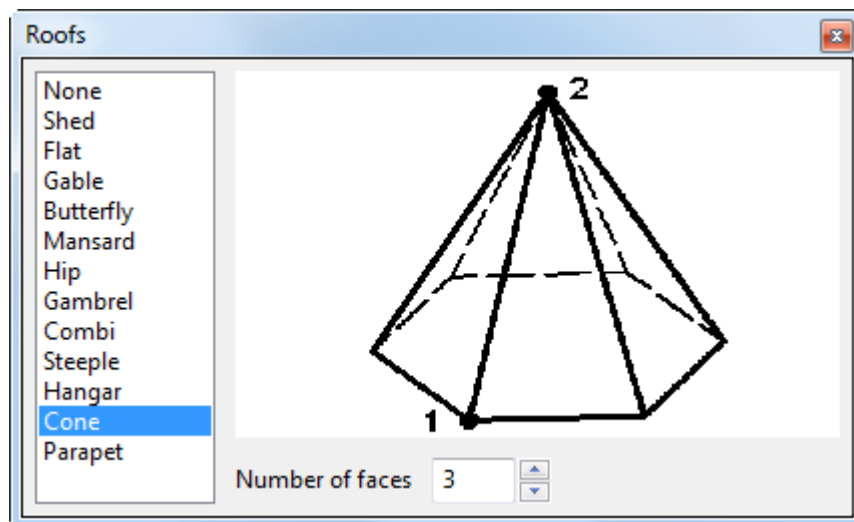 Roofs
None
Shed
Flat
Gable
Butterfly
Mansard
Hip
Gambrel
Combi
Steeple
Hangar
Cone
Parapet
2
1
Number of faces 3